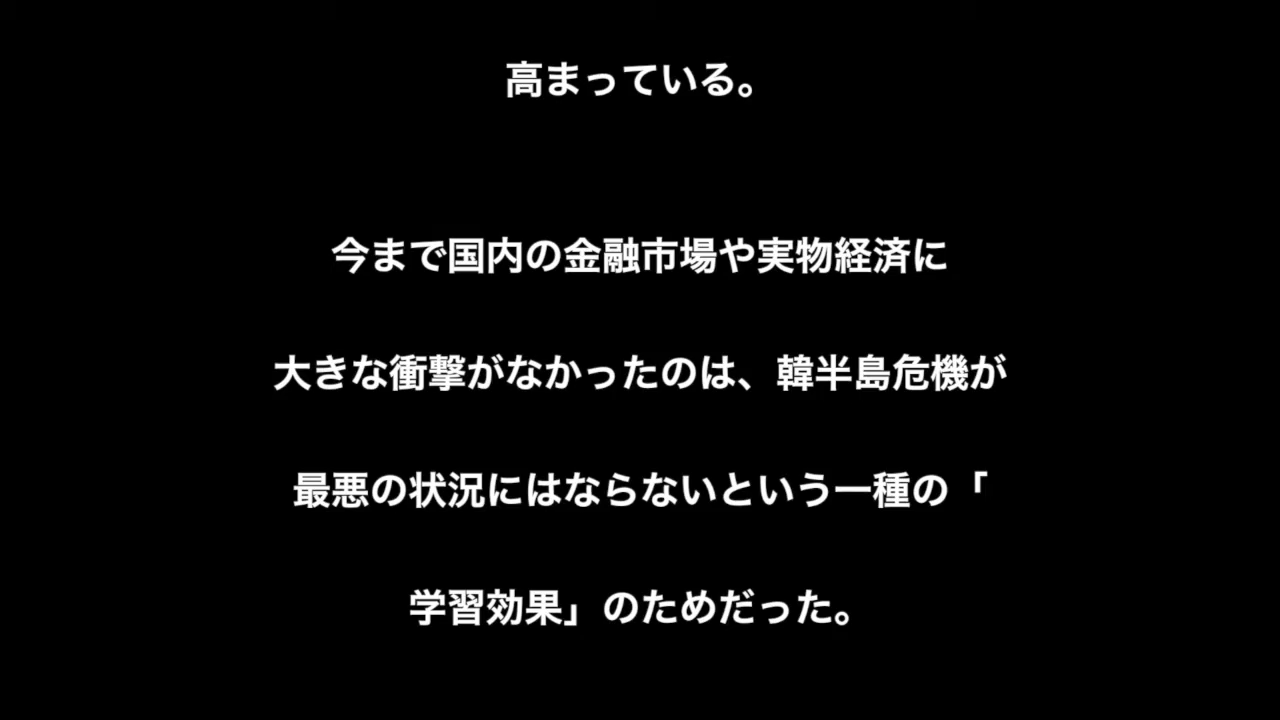 高まっている。
今まで国内の金融市場や実物経済に
大きな衝撃がなかったのは、韓半島危機が
最悪の状況にはならないという一種の「
学習効果」のためだった。